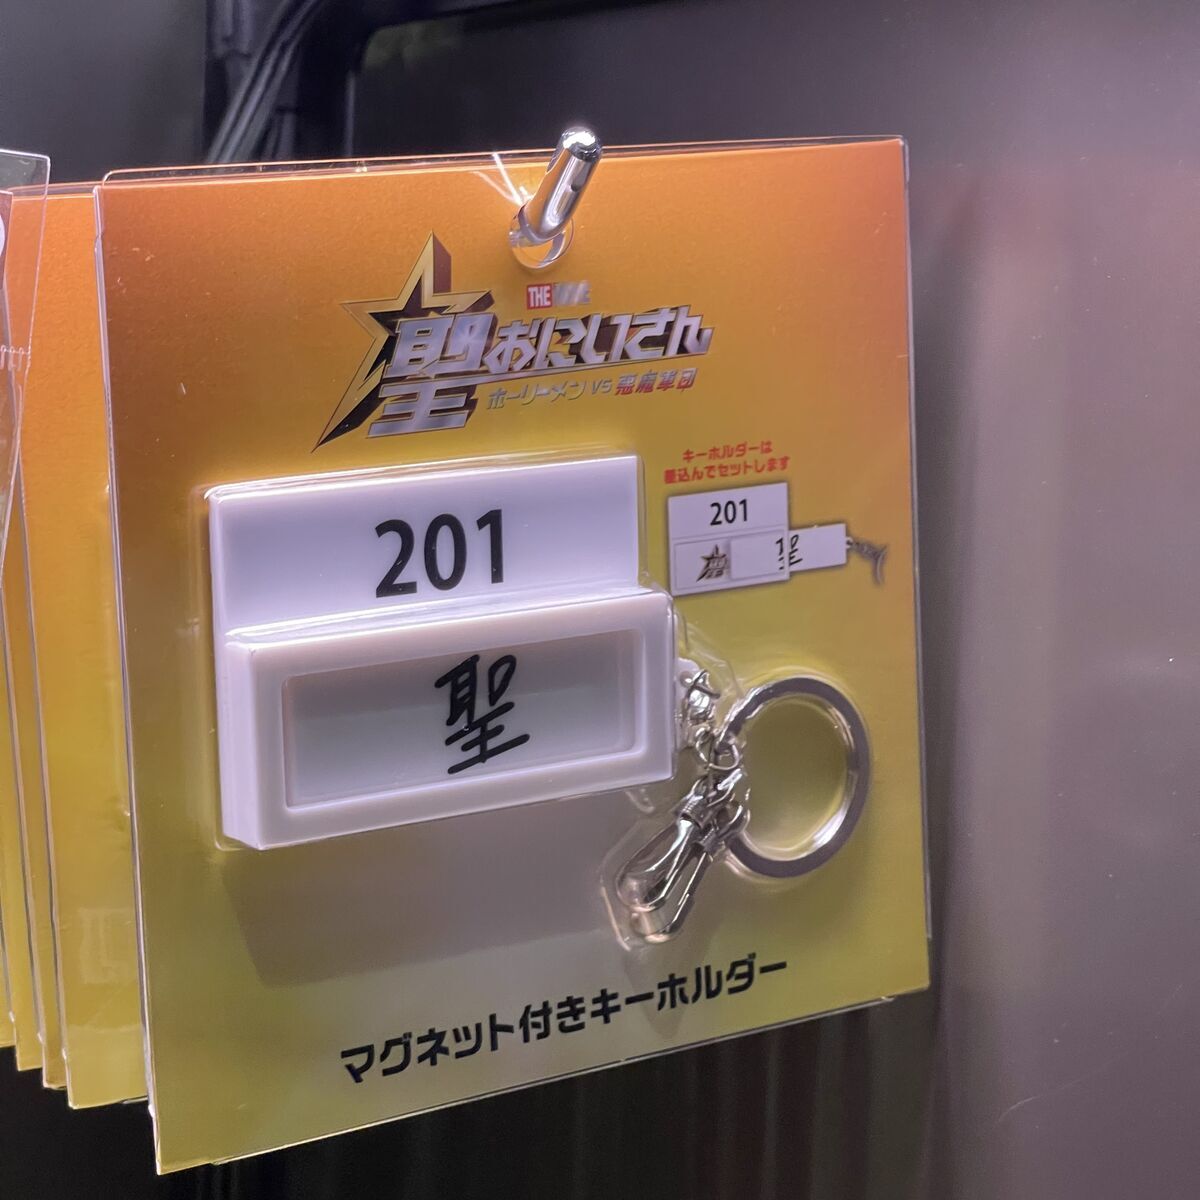 THE MOVIE
聖おにいさん
ホーリーメンVS悪魔軍団
キーホルダーは
差込んでセットします
201
聖
201
聖
マグネット付きキーホルダー